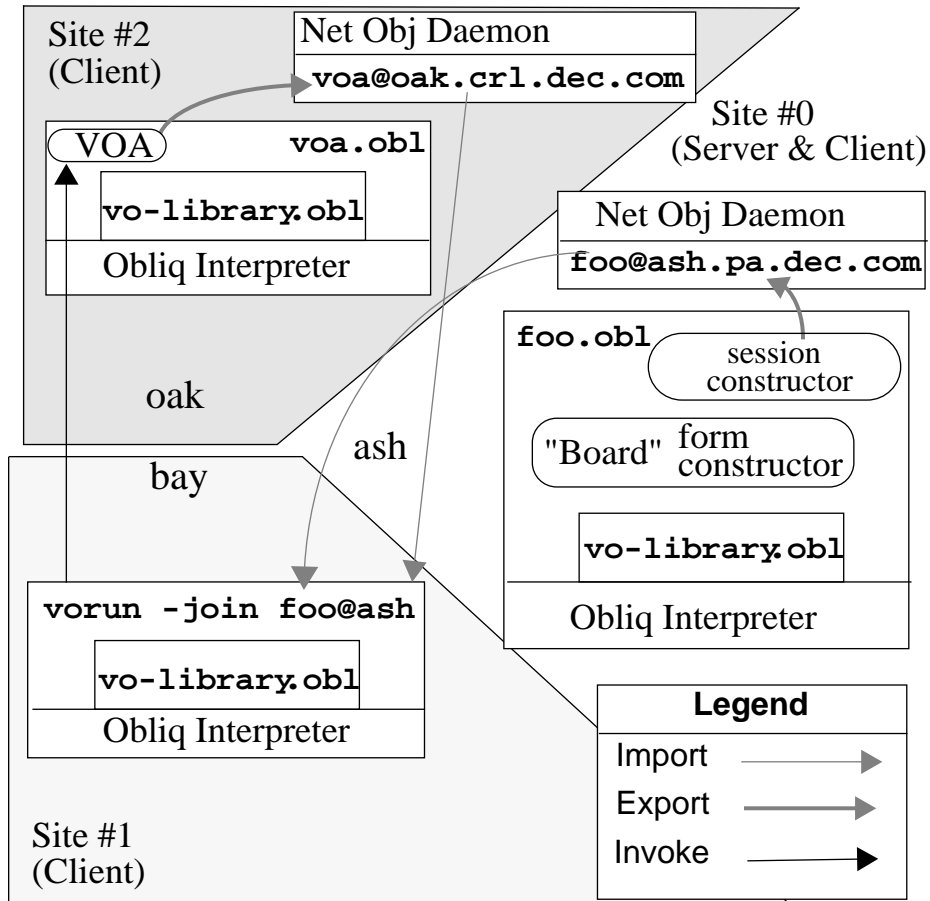 Site #2
(Client)
Net Obj Daemon
voa@oak.crl.dec.com
VOA
voa.obl
vo-library.obl
Obliq Interpreter
oak
Site #0
(Server & Client)
Net Obj Daemon
foo@ash.pa.dec.com
foo.obl
session
constructor
"Board" form
constructor
vo-library.obl
Obliq Interpreter
ash
bay
vorun -join foo@ash
vo-library.obl
Obliq Interpreter
Site #1
(Client)
Legend
Import
Export
Invoke